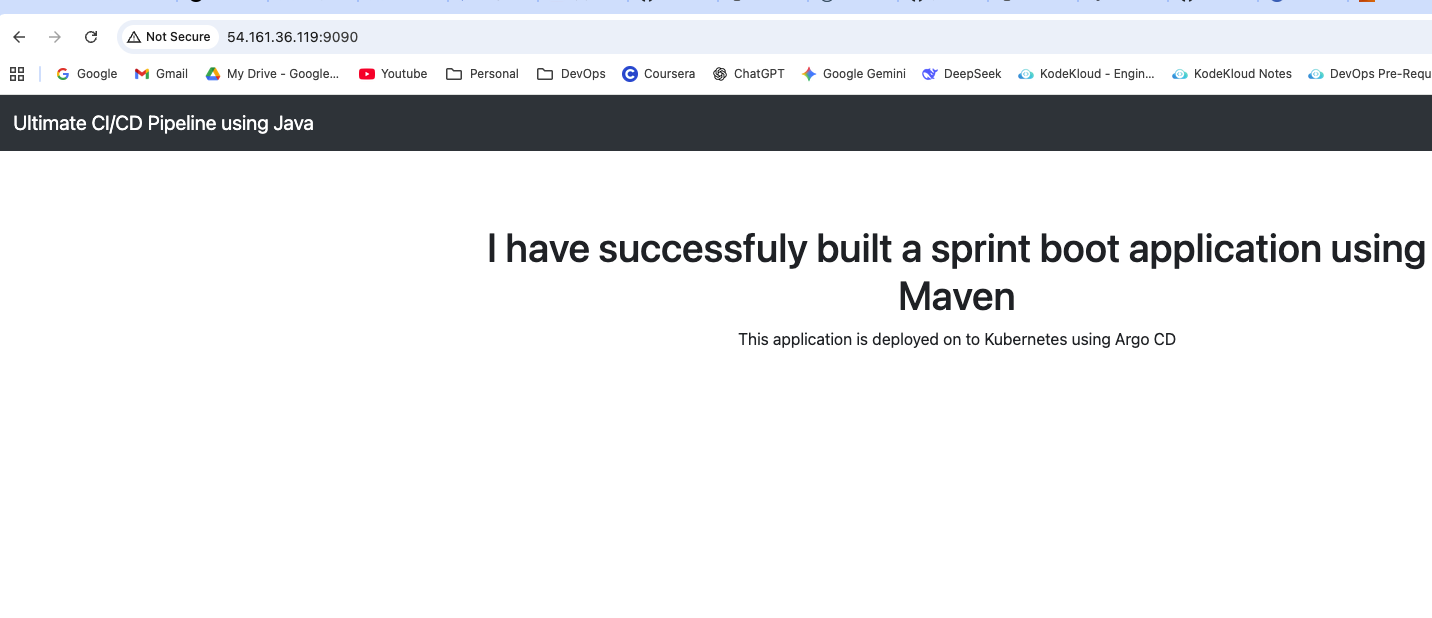 Not Secure 54.161.36.119:9090
Google Gmail My Drive - Google... Youtube Personal DevOps Coursera ChatGPT Google Gemini DeepSeek KodeKloud - Engin... KodeKloud Notes DevOps Pre-Requ
Ultimate CI/CD Pipeline using Java
I have successfuly built a sprint boot application using
Maven
This application is deployed on to Kubernetes using Argo CD